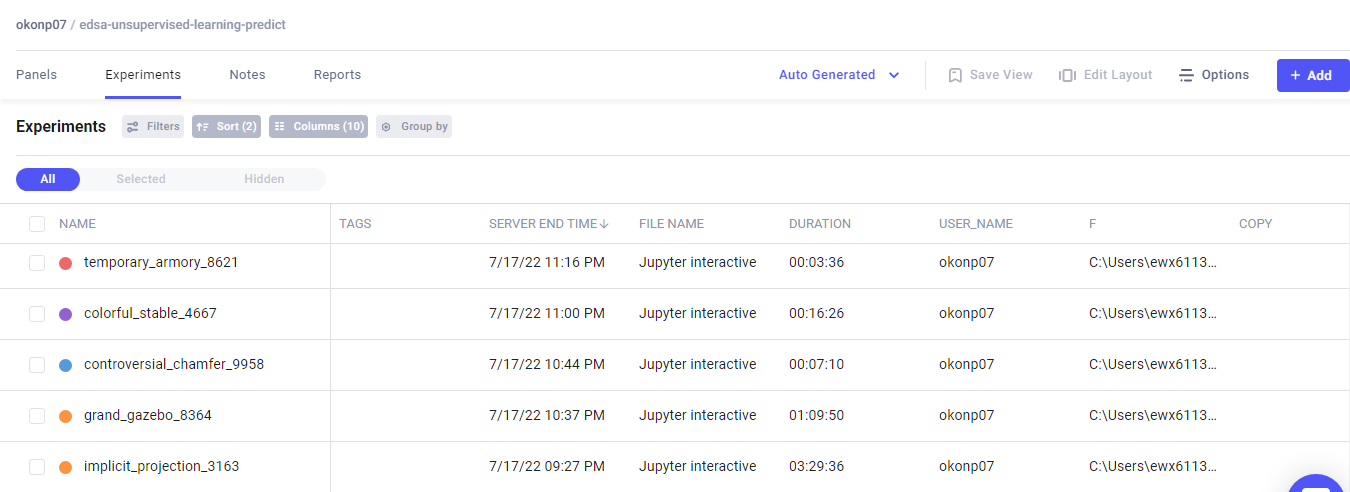 okonp07 / edsa-unsupervised-learning-predict
Panels Experiments Notes Reports Auto Generated Save View Edit Layout Options + Add
Experiments Filters Sort (2) Columns (10) Group by
All Selected Hidden
NAME TAGS SERVER END TIME↓ FILE NAME DURATION USER_NAME F COPY
temporary_armory_8621 7/17/22 11:16 PM Jupyter interactive 00:03:36 okonp07 C:\Users\ewx6113...
colorful_stable_4667 7/17/22 11:00 PM Jupyter interactive 00:16:26 okonp07 C:\Users\ewx6113...
controversial_chamfer_9958 7/17/22 10:44 PM Jupyter interactive 00:07:10 okonp07 C:\Users\ewx6113...
grand_gazebo_8364 7/17/22 10:37 PM Jupyter interactive 01:09:50 okonp07 C:\Users\ewx6113...
implicit_projection_3163 7/17/22 09:27 PM Jupyter interactive 03:29:36 okonp07 C:\Users\ewx6113...